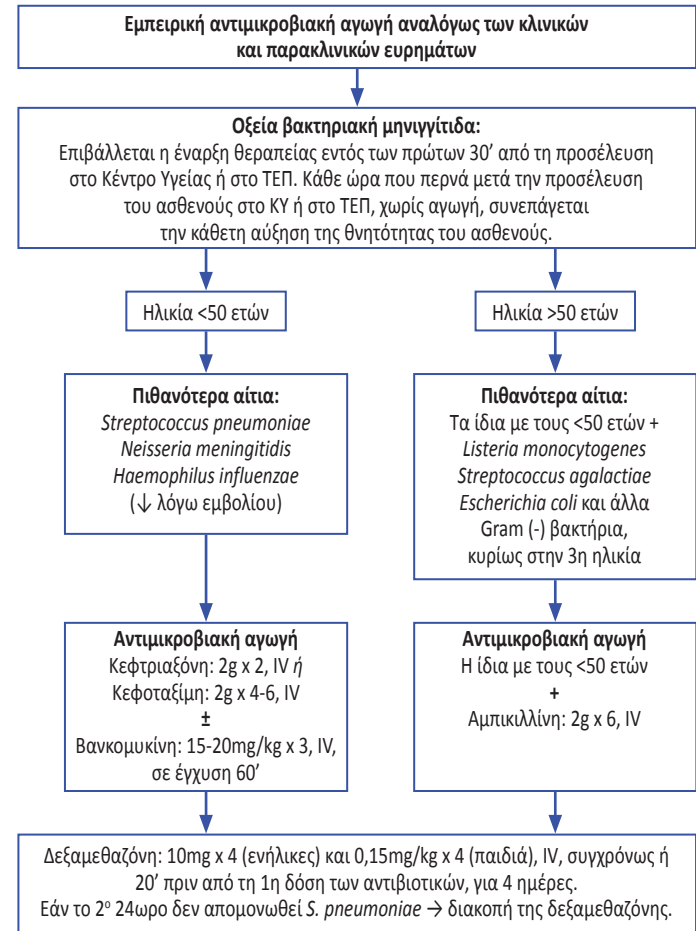 Εμπειρική αντιμικροβιακή αγωγή αναλόγως των κλινικών
και παρακλινικών ευρημάτων
Οξεία βακτηριακή μηνιγγίτιδα:
Επιβάλλεται η έναρξη θεραπείας εντός των πρώτων 30’ από τη προσέλευση
στο Κέντρο Υγείας ή στο ΤΕΠ. Κάθε ώρα που περνά μετά την προσέλευση
του ασθενούς στο ΚΥ ή στο ΤΕΠ, χωρίς αγωγή, συνεπάγεται
την κάθετη αύξηση της θνητότητας του ασθενούς.
Ηλικία <50 ετών
Πιθανότερα αίτια:
Streptococcus pneumoniae
Neisseria meningitidis
Haemophilus influenzae
(↓ λόγω εμβολίου)
Αντιμικροβιακή αγωγή
Κεφτριαξόνη: 2g x 2, IV ή
Κεφοταξίμη: 2g x 4-6, IV
±
Βανκομυκίνη: 15-20mg/kg x 3, IV,
σε έγχυση 60’
Ηλικία >50 ετών
Πιθανότερα αίτια:
Τα ίδια με τους <50 ετών +
Listeria monocytogenes
Streptococcus agalactiae
Escherichia coli και άλλα
Gram (-) βακτήρια,
κυρίως στην 3η ηλικία
Αντιμικροβιακή αγωγή
Η ίδια με τους <50 ετών
+
Αμπικιλλίνη: 2g x 6, IV
Δεξαμεθαζόνη: 10mg x 4 (ενήλικες) και 0,15mg/kg x 4 (παιδιά), IV, συγχρόνως ή
20’ πριν από τη 1η δόση των αντιβιοτικών, για 4 ημέρες.
Εάν το 2ο 24ωρο δεν απομονωθεί S. pneumoniae → διακοπή της δεξαμεθαζόνης.